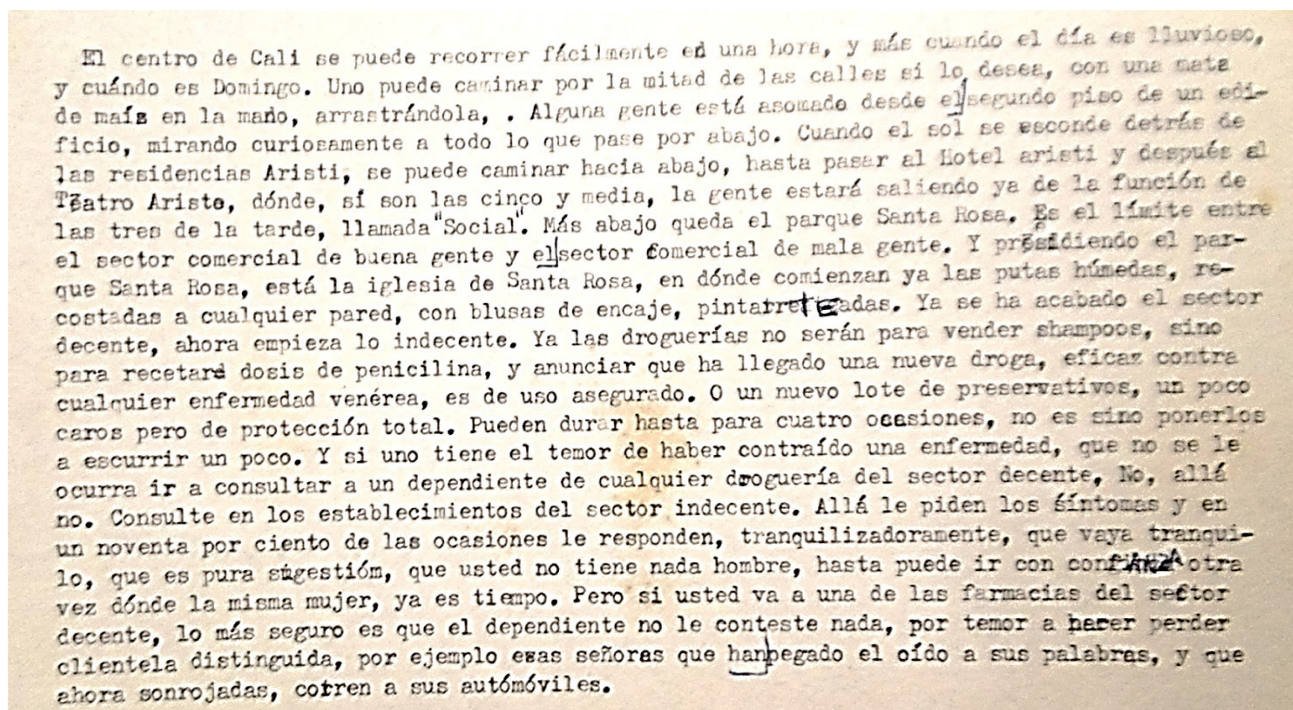 El centro de Cali se puede recorrer fácilmente en una hora, y más cuando el día es lluvioso,
y cuándo es Domingo. Uno puede caminar por la mitad de las calles si lo desea, con una mata
de maís en la mano, arrastrándola, . Alguna gente está asomado desde el segundo piso de un edi-
ficio, mirando curiosamente a todo lo que pase por abajo. Cuando el sol se esconde detrás de
las residencias Aristi, se puede caminar hacia abajo, hasta pasar al Hotel aristi y después al
Teatro Aristo, dónde, sí son las cinco y media, la gente estará saliendo ya de la función de
las tres de la tarde, llamada "Social". Más abajo queda el parque Santa Rosa. Es el límite entre
el sector comercial de buena gente y el sector comercial de mala gente. Y presidiendo el par-
que Santa Rosa, está la iglesia de Santa Rosa, en dónde comienzan ya las putas húmedas, re-
costadas a cualquier pared, con blusas de encaje, pintarreteadas. Ya se ha acabado el sector
decente, ahora empieza lo indecente. Ya las droguerías no serán para vender shampoos, sino
para recetare dosis de penicilina, y anunciar que ha llegado una nueva droga, eficaz contra
cualquier enfermedad venérea, es de uso asegurado. O un nuevo lote de preservativos, un poco
caros pero de protección total. Pueden durar hasta para cuatro ocasiones, no es sino ponerlos
a escurrir un poco. Y si uno tiene el temor de haber contraído una enfermedad, que no se le
ocurra ir a consultar a un dependiente de cualquier droguería del sector decente, No, allá
no. Consulte en los establecimientos del sector indecente. Allá le piden los síntomas y en
un noventa por ciento de las ocasiones le responden, tranquilizadoramente, que vaya tranqui-
lo, que es pura sugestióm, que usted no tiene nada hombre, hasta puede ir con confianza otra
vez dónde la misma mujer, ya es tiempo. Pero si usted va a una de las farmacias del sector
decente, lo más seguro es que el dependiente no le conteste nada, por temor a hacer perder
clientela distinguida, por ejemplo esas señoras que han pegado el oído a sus palabras, y que
ahora sonrojadas, corren a sus autómóviles.